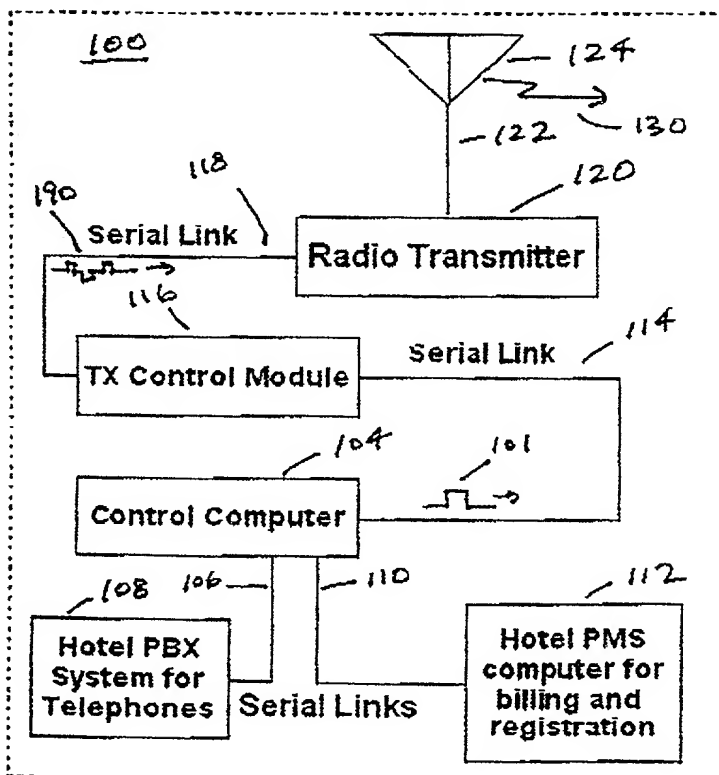 100
124
130
122
120
118
190
Serial Link
Radio Transmitter
116
114
Serial Link
TX Control Module
104
101
Control Computer
106
110
108
112
Hotel PBX
System for
Telephones
Serial Links
Hotel PMS
computer for
billing and
registration